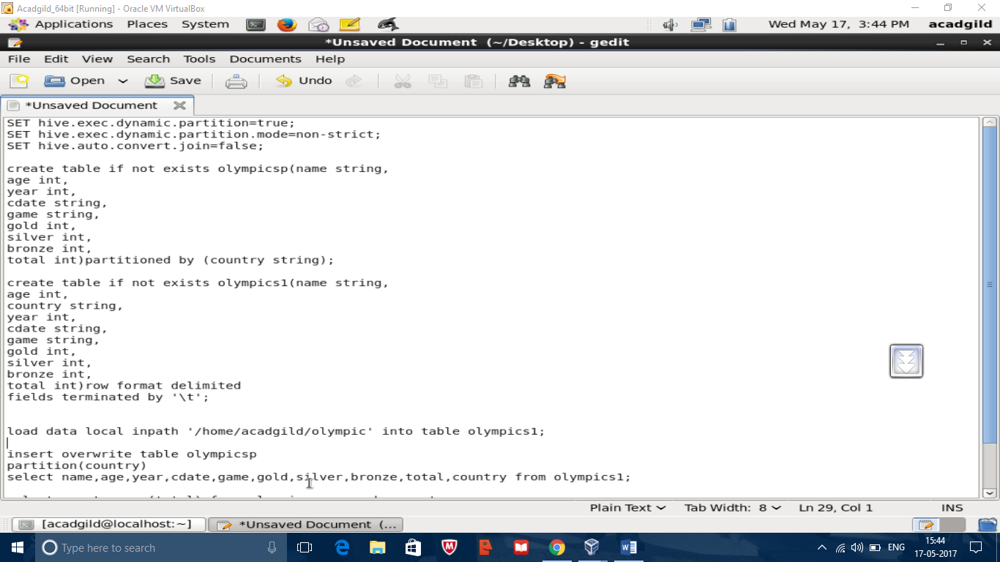 Acadgild_64bit [Running] - Oracle VM VirtualBox
Applications Places System Wed May 17, 3:44 PM acadgild
*Unsaved Document (~/Desktop) - gedit
File Edit View Search Tools Documents Help
Open Save Undo
*Unsaved Document
SET hive.exec.dynamic.partition=true;
SET hive.exec.dynamic.partition.mode=non-strict;
SET hive.auto.convert.join=false;
create table if not exists olympicsp(name string,
age int,
year int,
cdate string,
game string,
gold int,
silver int,
bronze int,
total int)partitioned by (country string);
create table if not exists olympics1(name string,
age int,
country string,
year int,
cdate string,
game string,
gold int,
silver int,
bronze int,
total int)row format delimited
fields terminated by '\t';
load data local inpath '/home/acadgild/olympic' into table olympics1;
insert overwrite table olympicsp
partition(country)
select name,age,year,cdate,game,gold,silver,bronze,total,country from olympics1;
Plain Text Tab Width: 8 Ln 29, Col 1 INS
[acadgild@localhost:~] *Unsaved Document (...
Type here to search ENG 15:44
17-05-2017